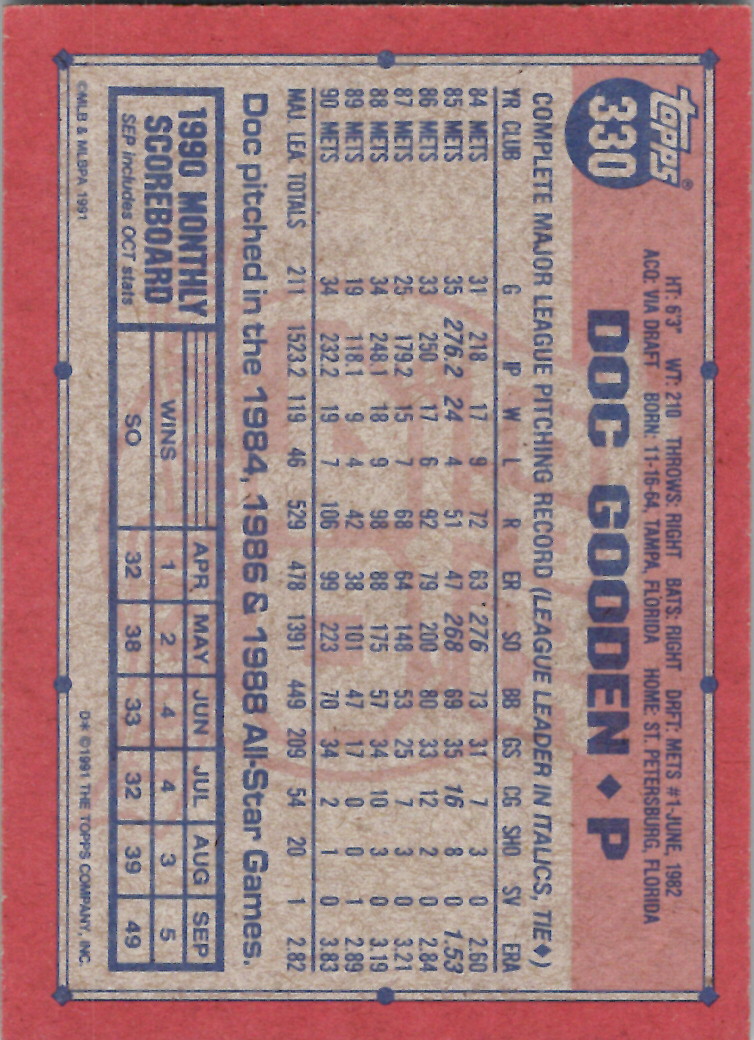 TOPPS®
330
HT: 6'3" WT: 210 THROWS: RIGHT BATS: RIGHT DRFT: METS #1-JUNE, 1982
ACQ: VIA DRAFT BORN: 11-16-64, TAMPA, FLORIDA HOME: ST. PETERSBURG, FLORIDA
DOC GOODEN ◆ P
COMPLETE MAJOR LEAGUE PITCHING RECORD (LEAGUE LEADER IN ITALICS, TIE◆)
YR CLUB G IP W L R ER SO BB GS CG SHO SV ERA
84 METS 31 218 17 9 72 63 276 73 31 7 3 0 2.60
85 METS 35 276.2 24 4 51 47 268 69 35 16 8 0 1.53
86 METS 33 250 17 6 92 79 200 80 33 12 2 0 2.84
87 METS 25 179.2 15 7 68 64 148 53 25 7 3 0 3.21
88 METS 34 248.1 18 9 98 88 175 57 34 10 3 0 3.19
89 METS 19 118.1 9 4 42 38 101 47 17 0 0 1 2.89
90 METS 34 232.2 19 7 106 99 223 70 34 2 1 0 3.83
MAJ. LEA. TOTALS 211 1523.2 119 46 529 478 1391 449 209 54 20 1 2.82
Doc pitched in the 1984, 1986 & 1988 All-Star Games.
1990 MONTHLY
SCOREBOARD
SEP includes OCT stats
APR MAY JUN JUL AUG SEP
WINS 1 2 4 4 3 5
SO 32 38 33 32 39 49
©MLB & MLBPA 1991
D* ©1991 THE TOPPS COMPANY, INC.